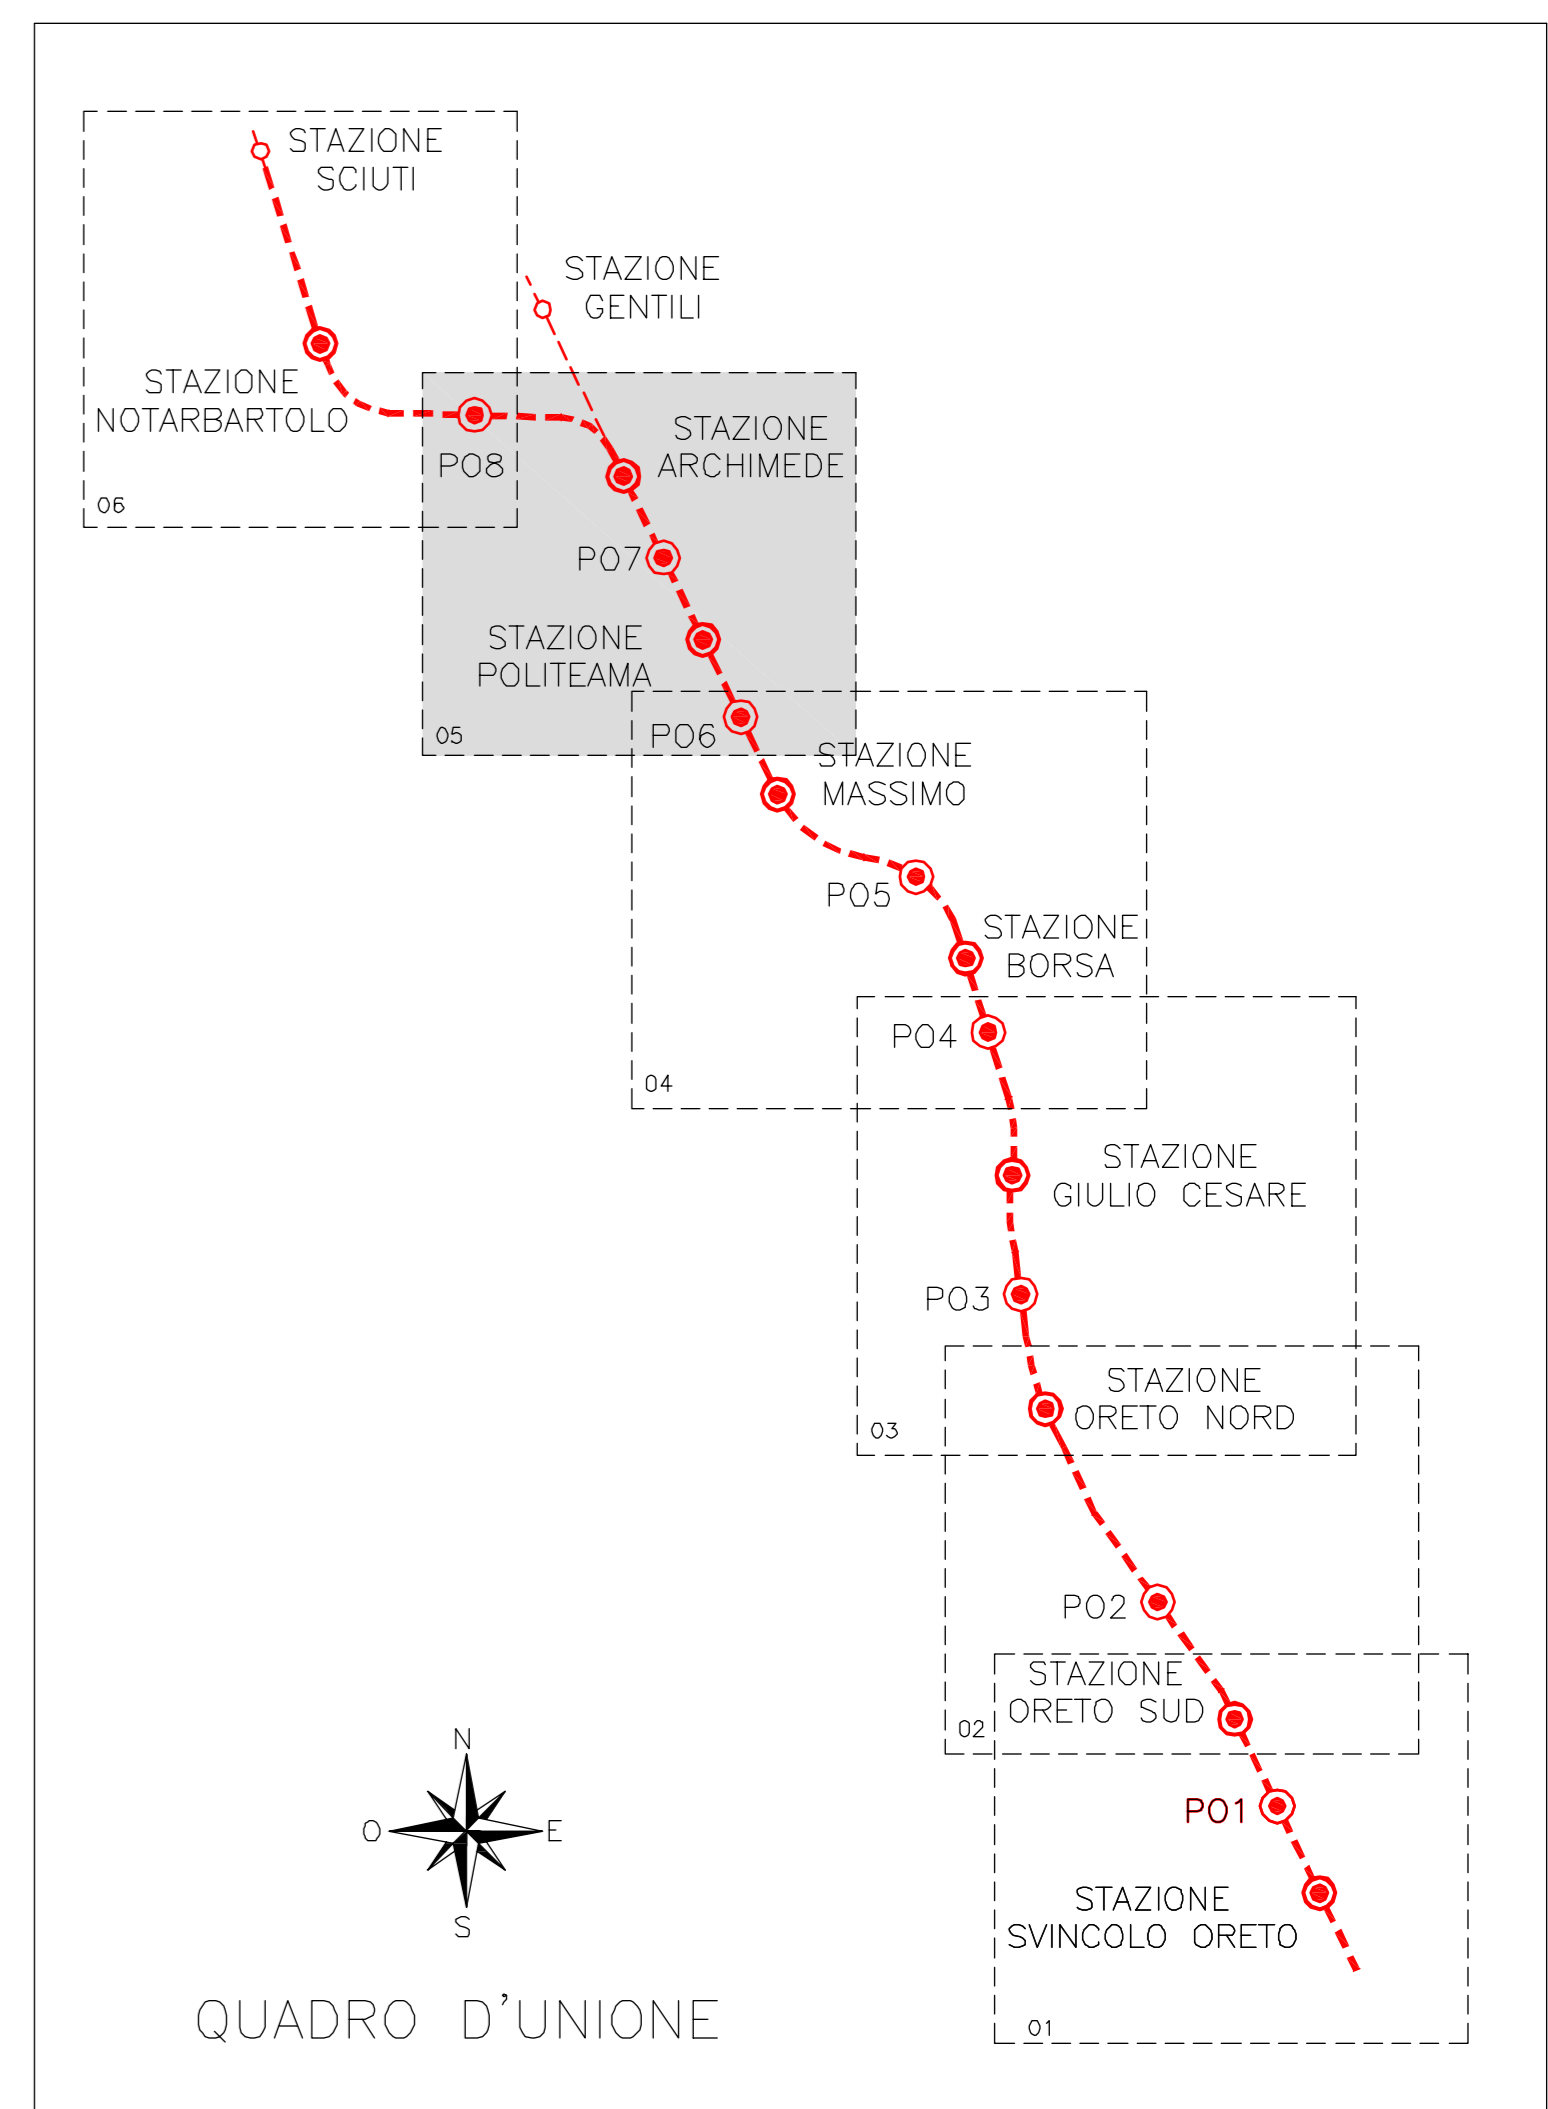 STAZIONE
SCIUTI
STAZIONE
GENTILI
STAZIONE
NOTARBARTOLO
P08
06
STAZIONE
ARCHIMEDE
P07
STAZIONE
POLITEAMA
P06
05
STAZIONE
MASSIMO
P05
STAZIONE
BORSA
P04
04
STAZIONE
GIULIO CESARE
P03
STAZIONE
ORETO NORD
03
P02
STAZIONE
ORETO SUD
02
P01
STAZIONE
SVINCOLO ORETO
01
N
O
E
S
QUADRO D'UNIONE